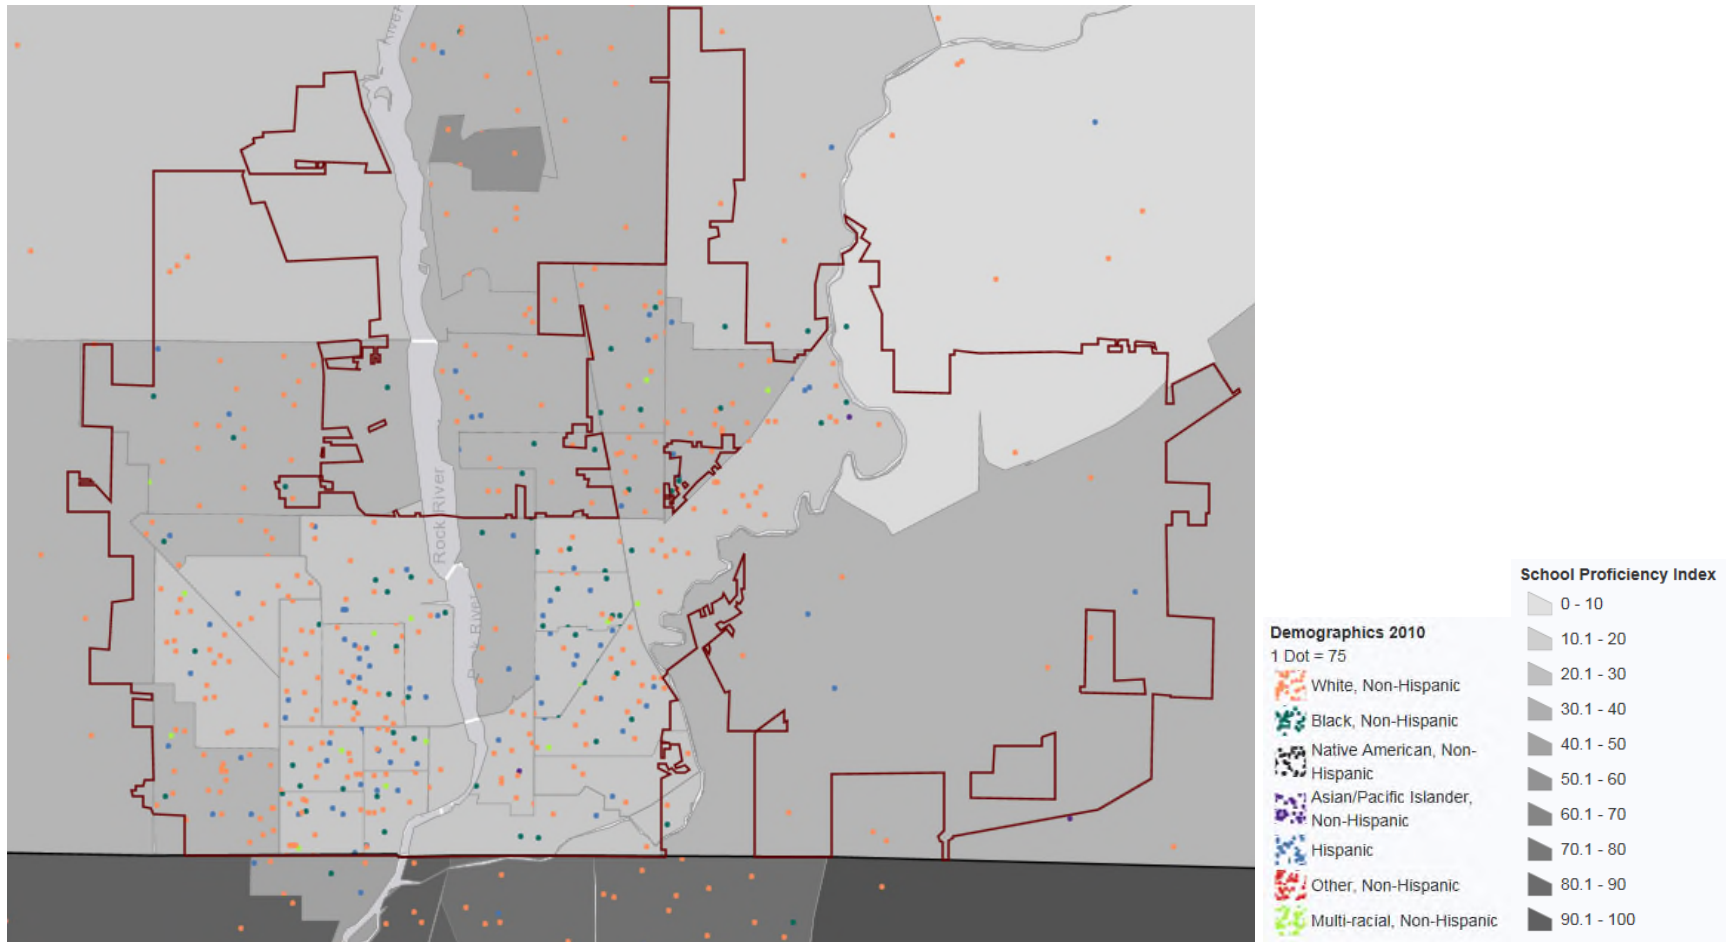 River
Rock River
River
Demographics 2010
1 Dot = 75
White, Non-Hispanic
Black, Non-Hispanic
Native American, Non-
Hispanic
Asian/Pacific Islander,
Non-Hispanic
Hispanic
Other, Non-Hispanic
Multi-racial, Non-Hispanic
School Proficiency Index
0 - 10
10.1 - 20
20.1 - 30
30.1 - 40
40.1 - 50
50.1 - 60
60.1 - 70
70.1 - 80
80.1 - 90
90.1 - 100